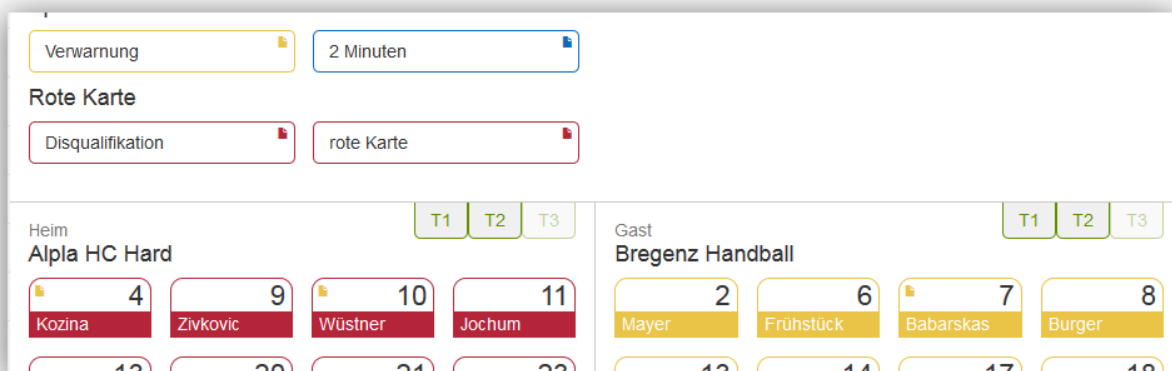 Verwarnung
2 Minuten
Rote Karte
Disqualifikation
rote Karte
Heim
T1 T2 T3
Alpla HC Hard
4 Kozina
9 Zivkovic
10 Wüstner
11 Jochum
Gast
T1 T2 T3
Bregenz Handball
2 Mayer
6 Frühstück
7 Babarskas
8 Burger